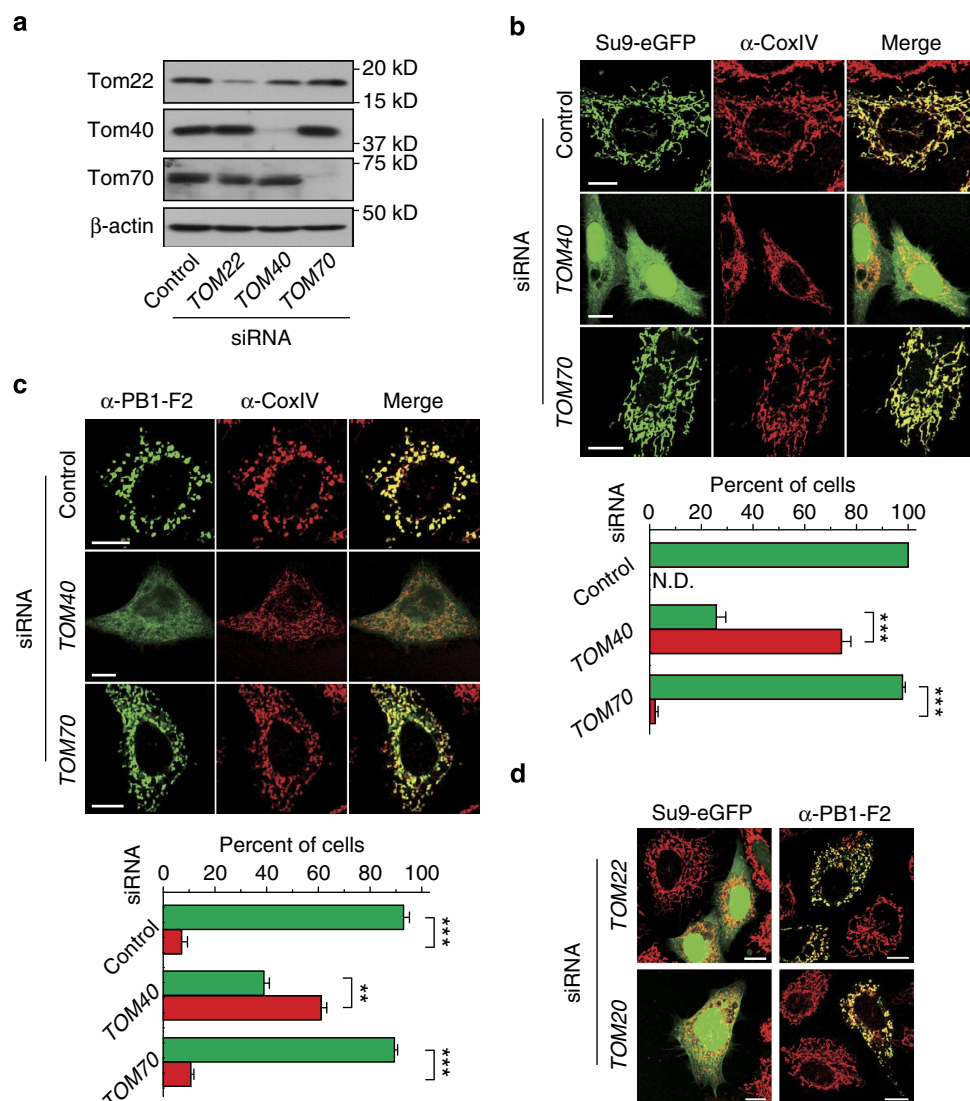 a
Tom22
20 kD
15 kD
Tom40
37 kD
Tom70
75 kD
β-actin
50 kD
Control TOM22 TOM40 TOM70
siRNA
b
Su9-eGFP α-CoxIV Merge
siRNA
Control
TOM40
TOM70
Percent of cells
siRNA
0 20 40 60 80 100
Control
N.D.
TOM40
***
TOM70
***
c
α-PB1-F2 α-CoxIV Merge
siRNA
Control
TOM40
TOM70
Percent of cells
siRNA
0 20 40 60 80 100
Control
***
TOM40
**
TOM70
***
d
Su9-eGFP α-PB1-F2
siRNA
TOM22
TOM20